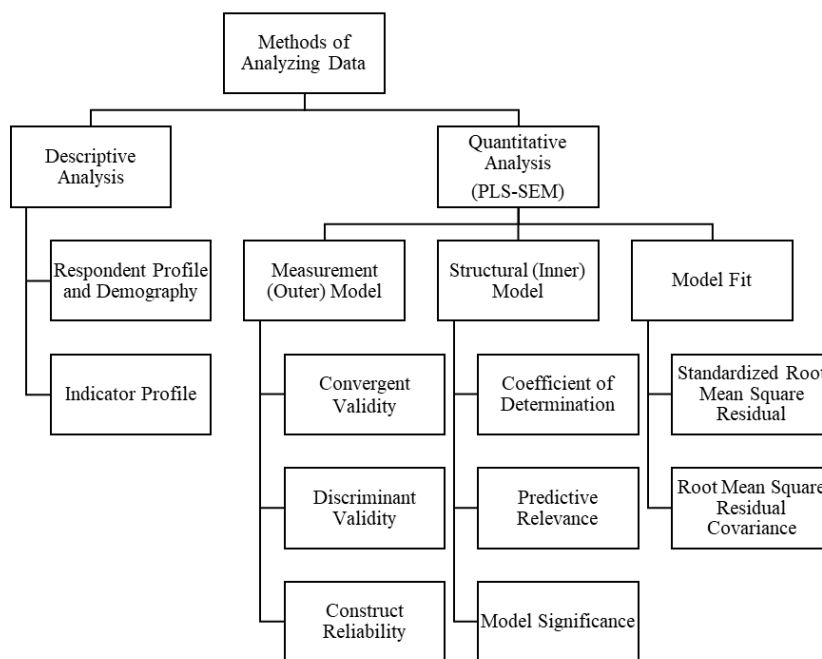 Methods of
Analyzing Data
Descriptive
Analysis
Quantitative
Analysis
(PLS-SEM)
Respondent Profile
and Demography
Measurement
(Outer) Model
Structural (Inner)
Model
Model Fit
Indicator Profile
Convergent
Validity
Coefficient of
Determination
Standardized Root
Mean Square
Residual
Discriminant
Validity
Predictive
Relevance
Root Mean Square
Residual
Covariance
Construct
Reliability
Model Significance